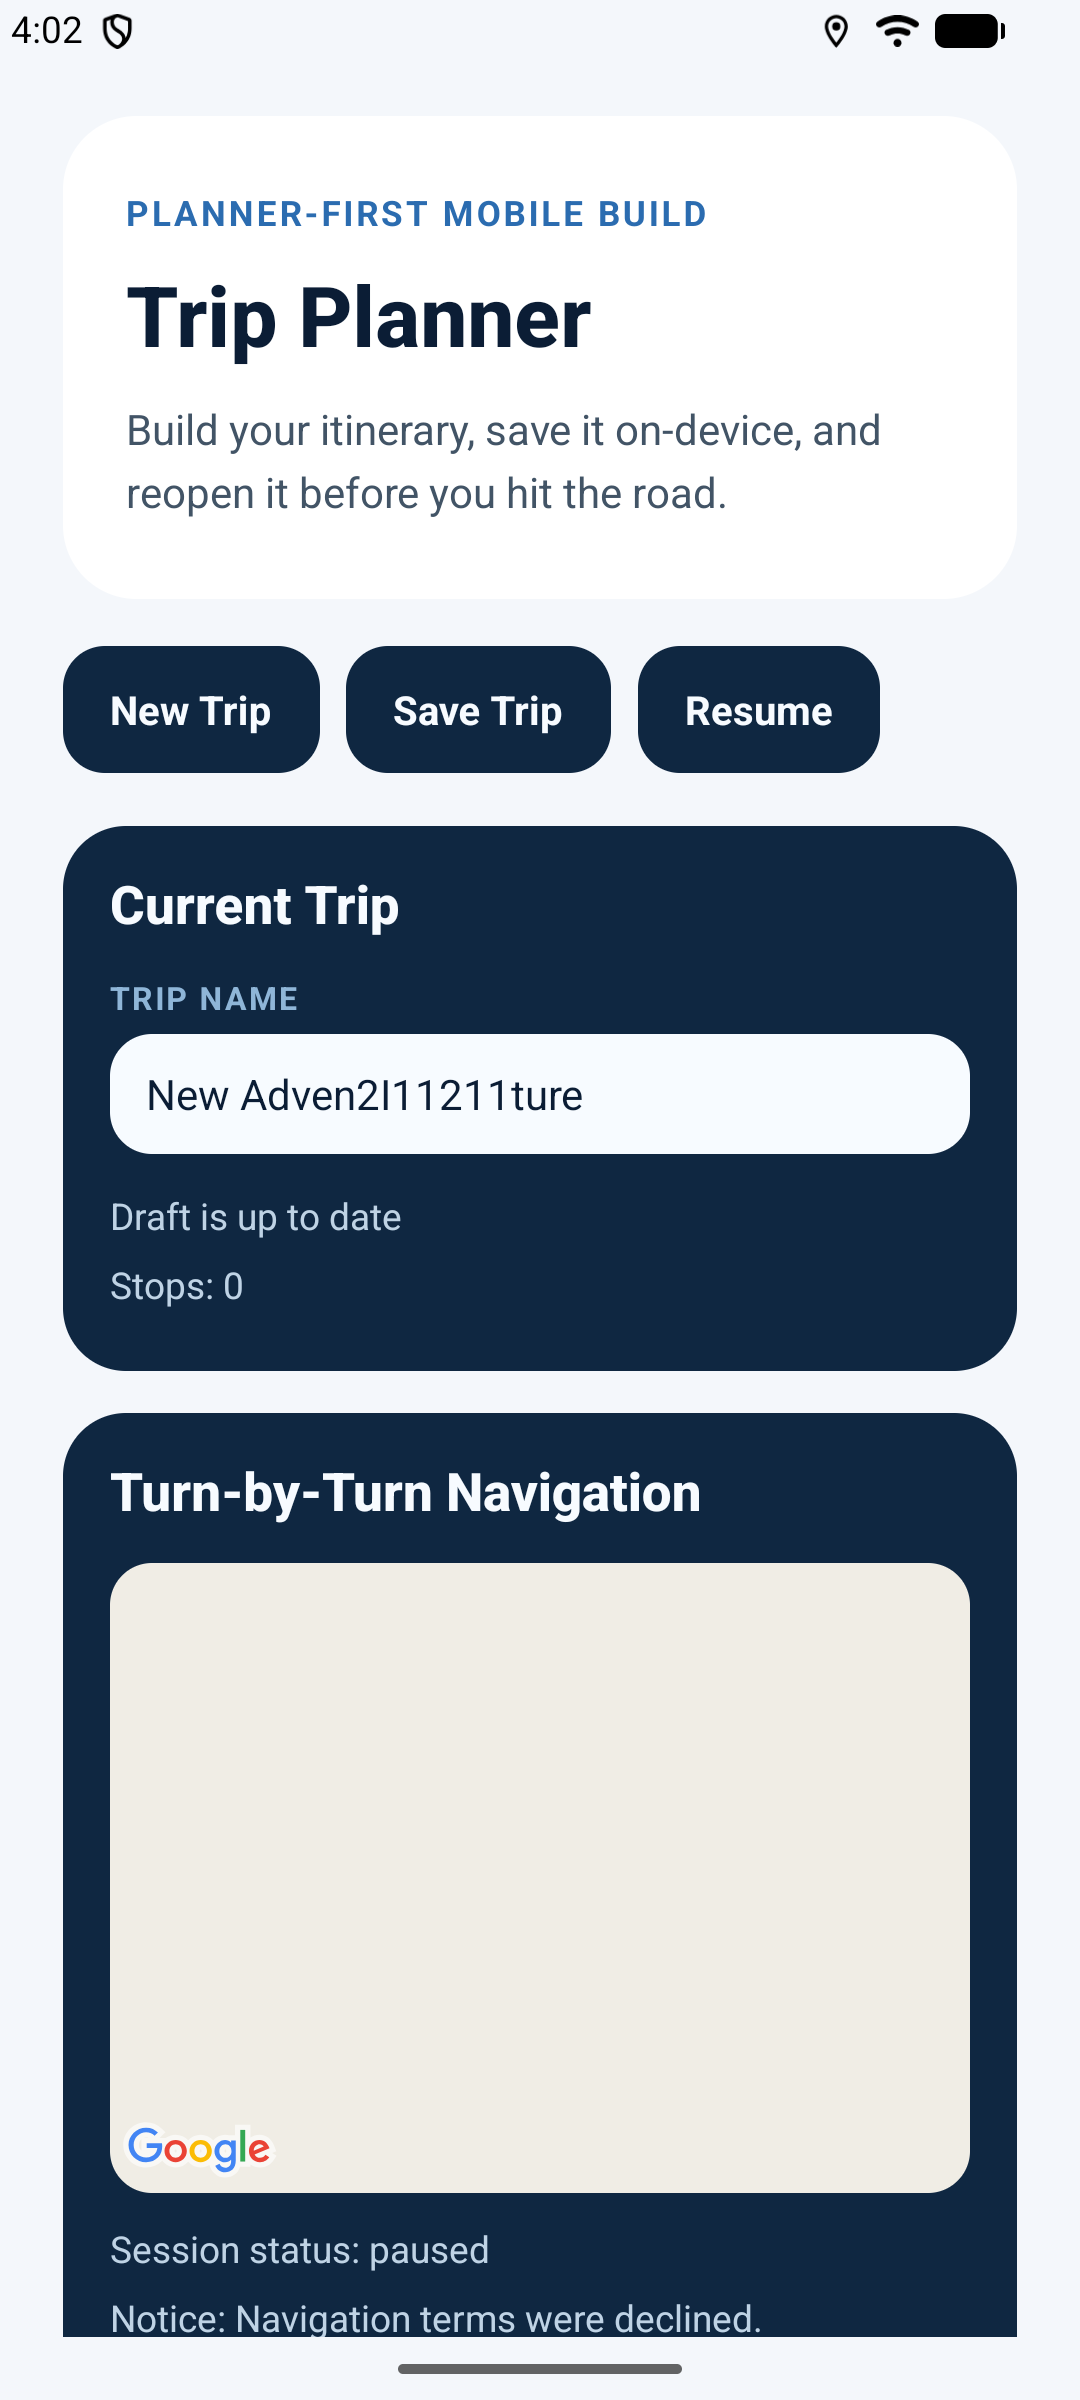 4:02
PLANNER-FIRST MOBILE BUILD
Trip Planner
Build your itinerary, save it on-device, and
reopen it before you hit the road.
New Trip
Save Trip
Resume
Current Trip
TRIP NAME
New Adven2I11211ture
Draft is up to date
Stops: 0
Turn-by-Turn Navigation
Google
Session status: paused
Notice: Navigation terms were declined.